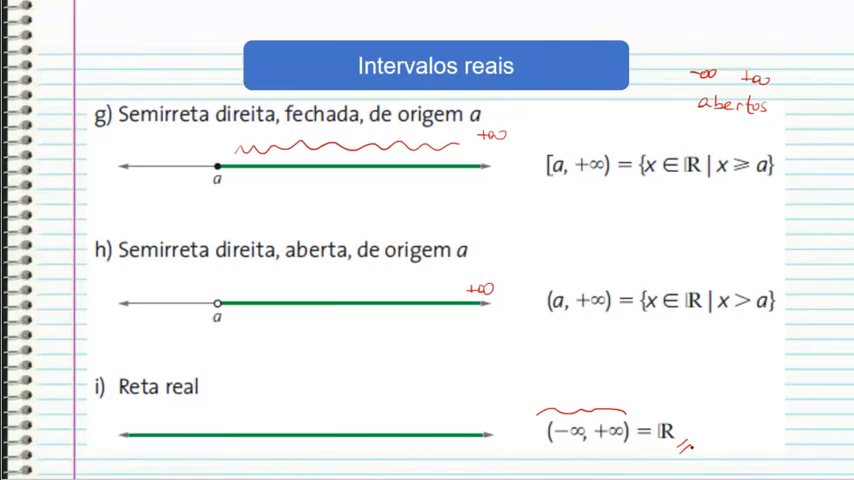 Intervalos reais
-∞ +∞
abertos
g) Semirreta direita, fechada, de origem a
+∞
a
[a, +∞) = {x ∈ ℝ | x ⩾ a}
h) Semirreta direita, aberta, de origem a
+∞
a
(a, +∞) = {x ∈ ℝ | x > a}
i) Reta real
(−∞, +∞) = ℝ